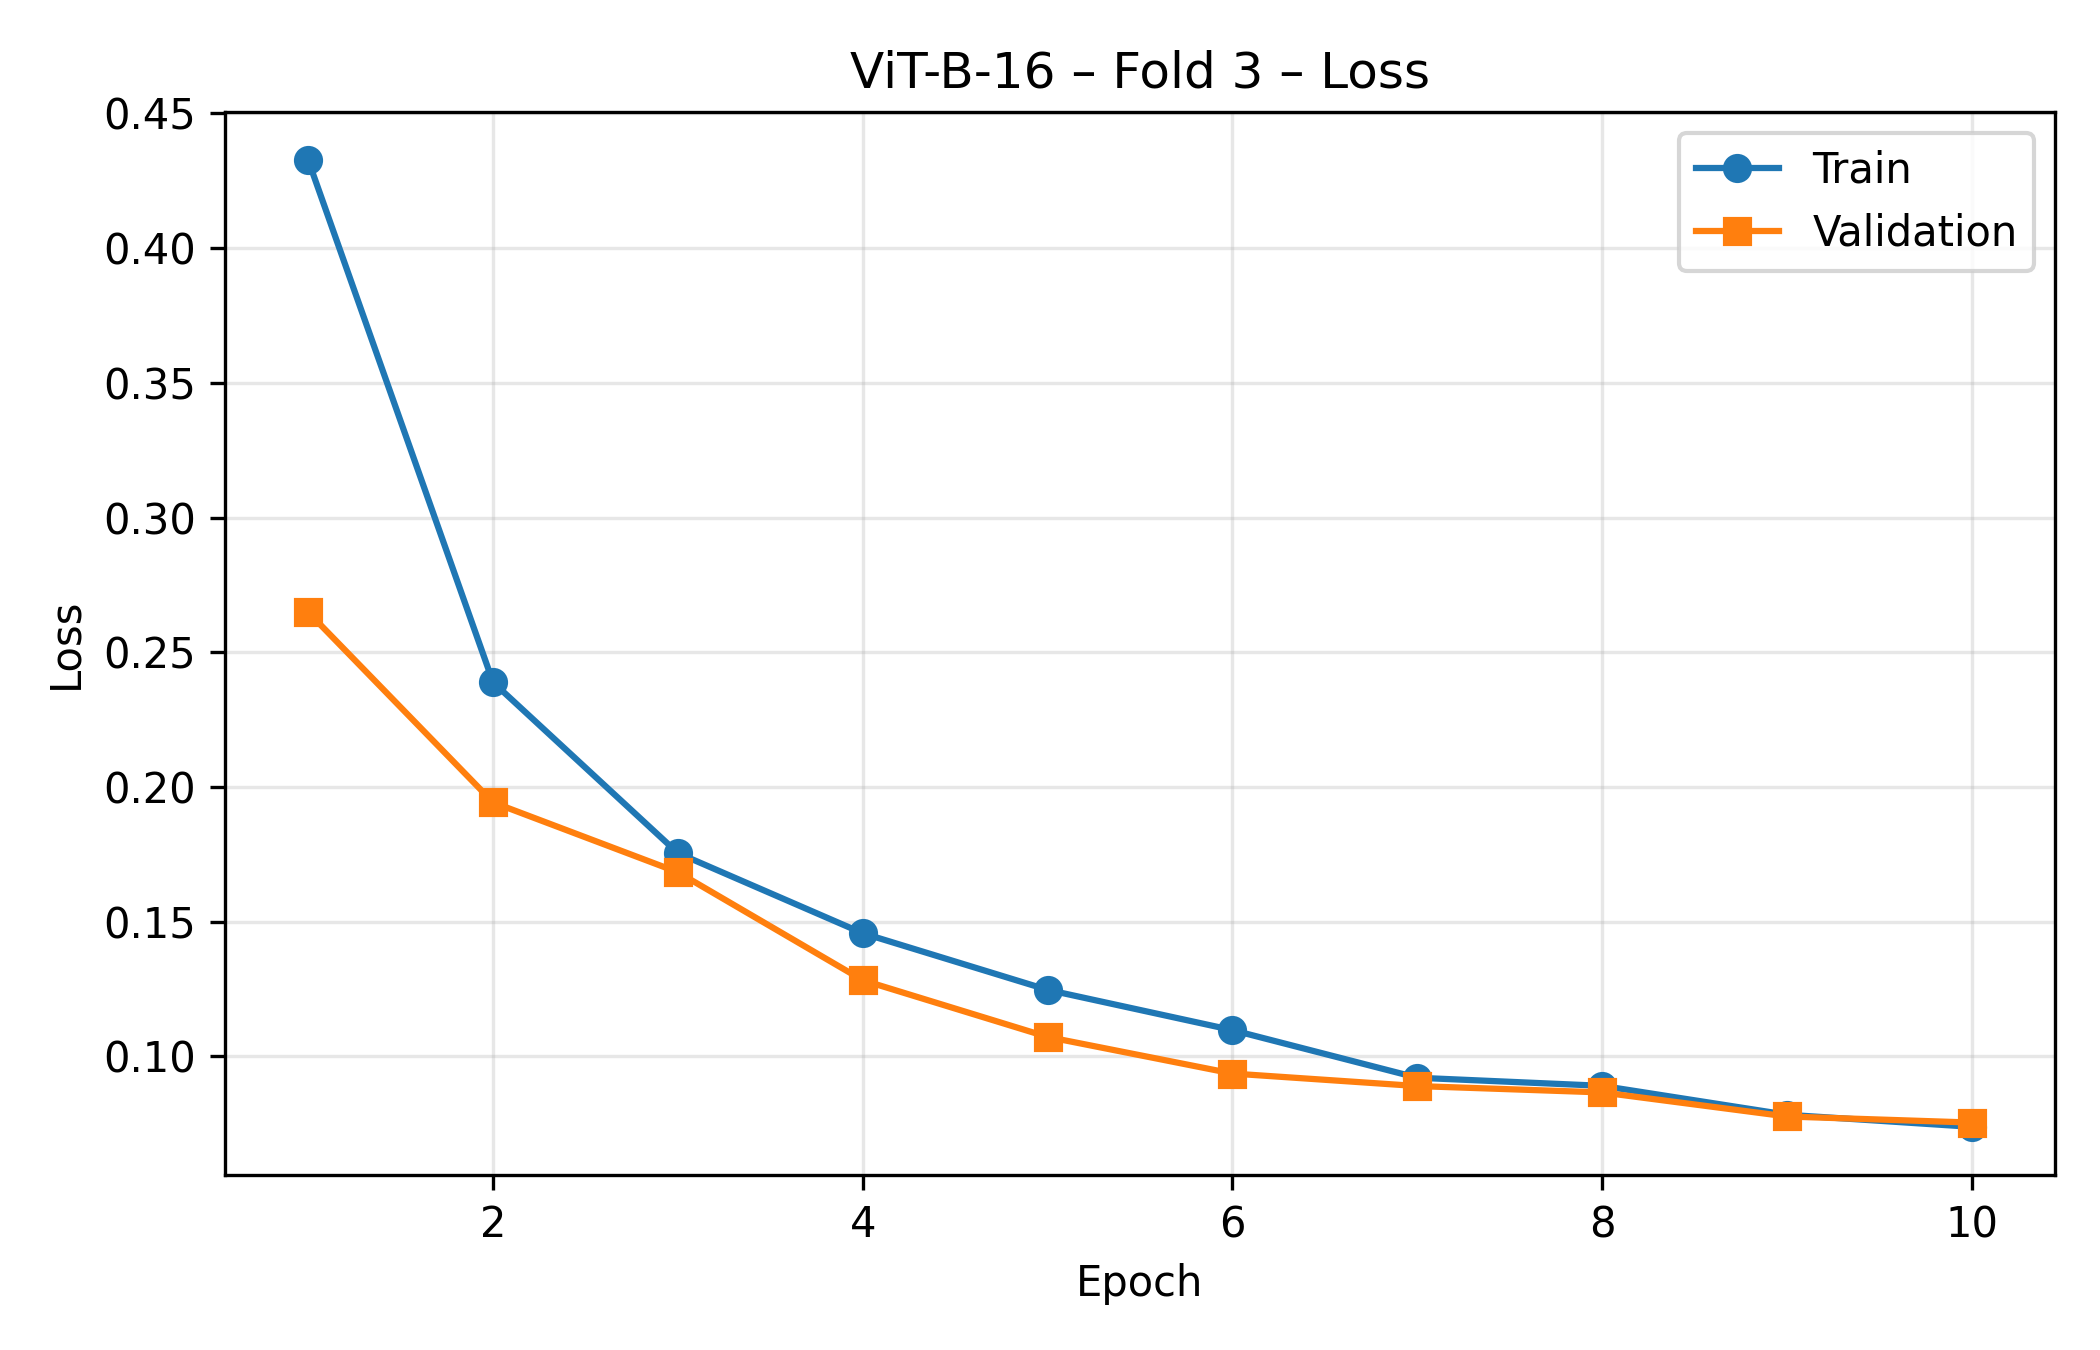 ViT-B-16 – Fold 3 – Loss
0.45
0.40
0.35
0.30
0.25
0.20
0.15
0.10
Loss
Train
Validation
2 4 6 8 10
Epoch